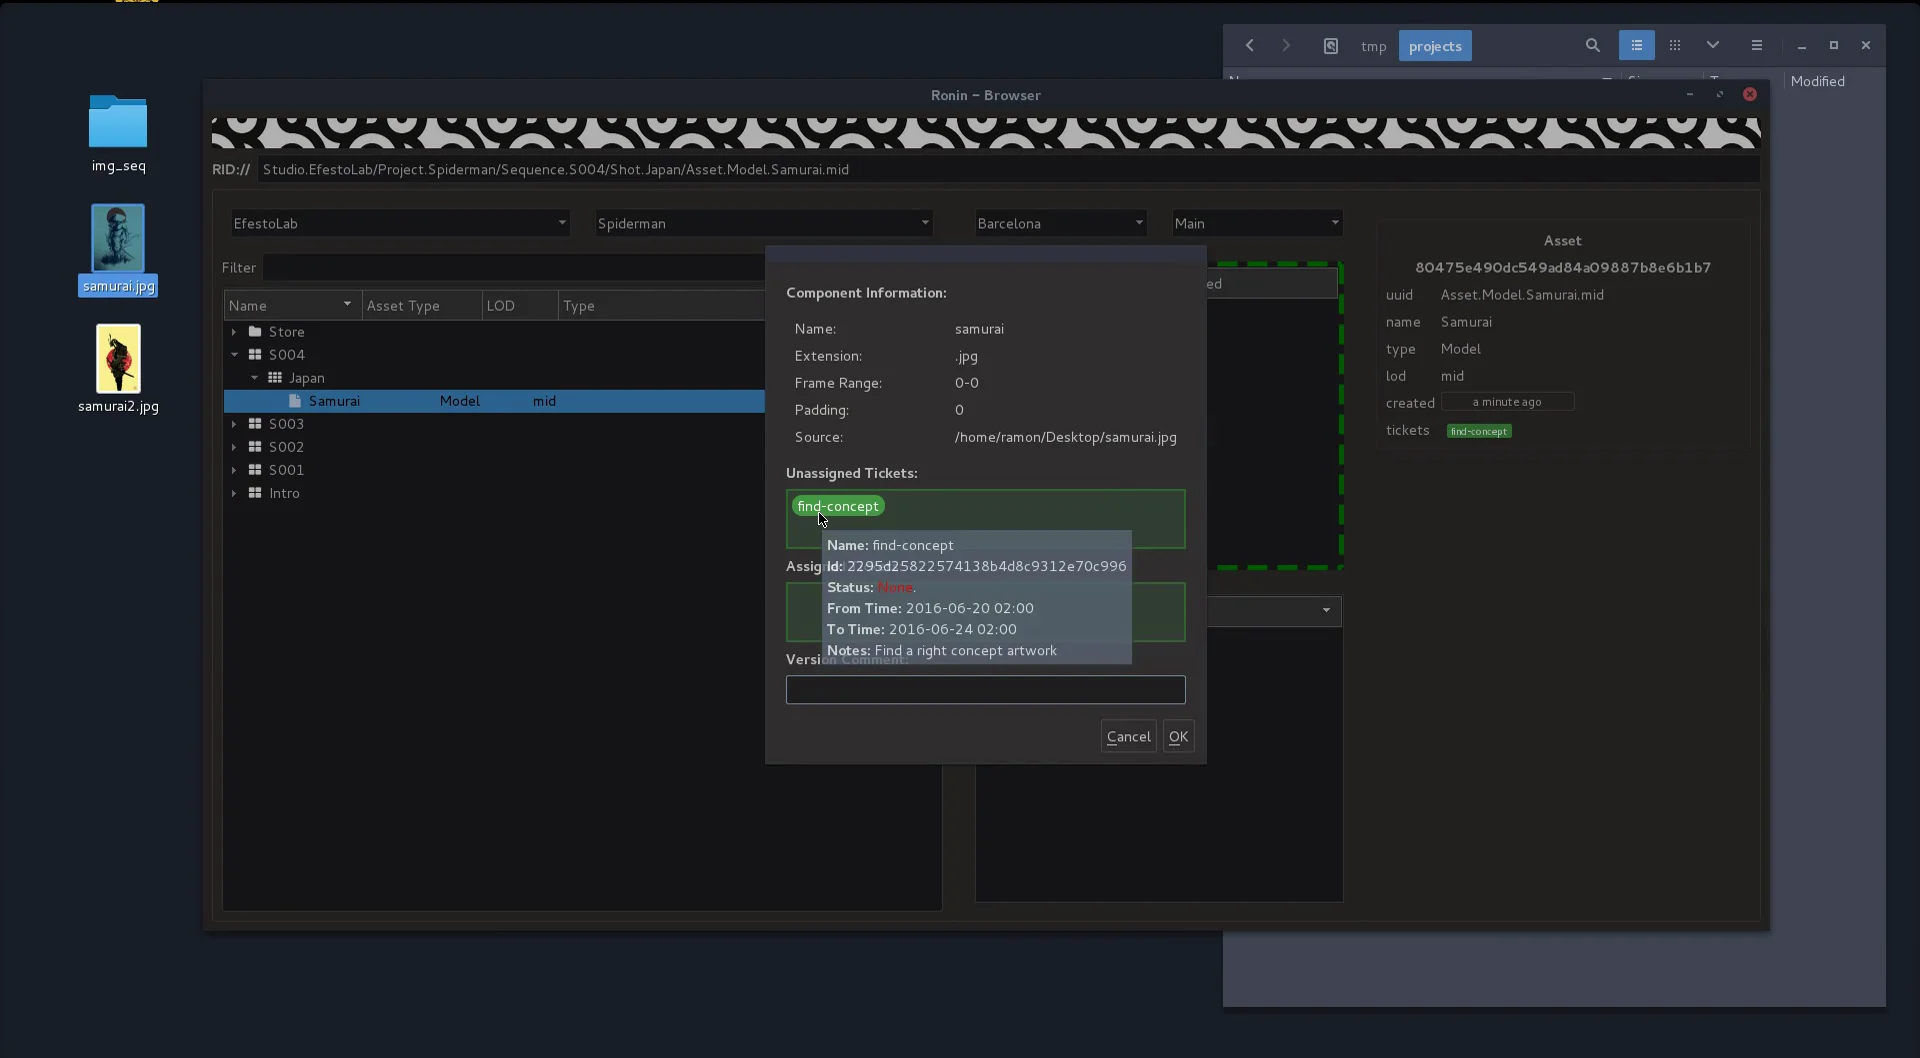 tmp
projects
Modified
Ronin – Browser
img_seq
samurai.jpg
samurai2.jpg
RID://
Studio.EfestoLab/Project.Spiderman/Sequence.S004/Shot.Japan/Asset.Model.Samurai.mid
EfestoLab
Spiderman
Barcelona
Main
Filter
Name
Asset Type
LOD
Type
Store
S004
Japan
Samurai Model mid
S003
S002
S001
Intro
Component Information:
Name: samurai
Extension: .jpg
Frame Range: 0-0
Padding: 0
Source: /home/ramon/Desktop/samurai.jpg
Unassigned Tickets:
find-concept
Name: find-concept
Id: 2295d25822574138b4d8c9312e70c996
Status: None.
From Time: 2016-06-20 02:00
To Time: 2016-06-24 02:00
Notes: Find a right concept artwork
Cancel
OK
Asset
80475e490dc549ad84a09887b8e6b1b7
uuid Asset.Model.Samurai.mid
name Samurai
type Model
lod mid
created a minute ago
tickets find-concept